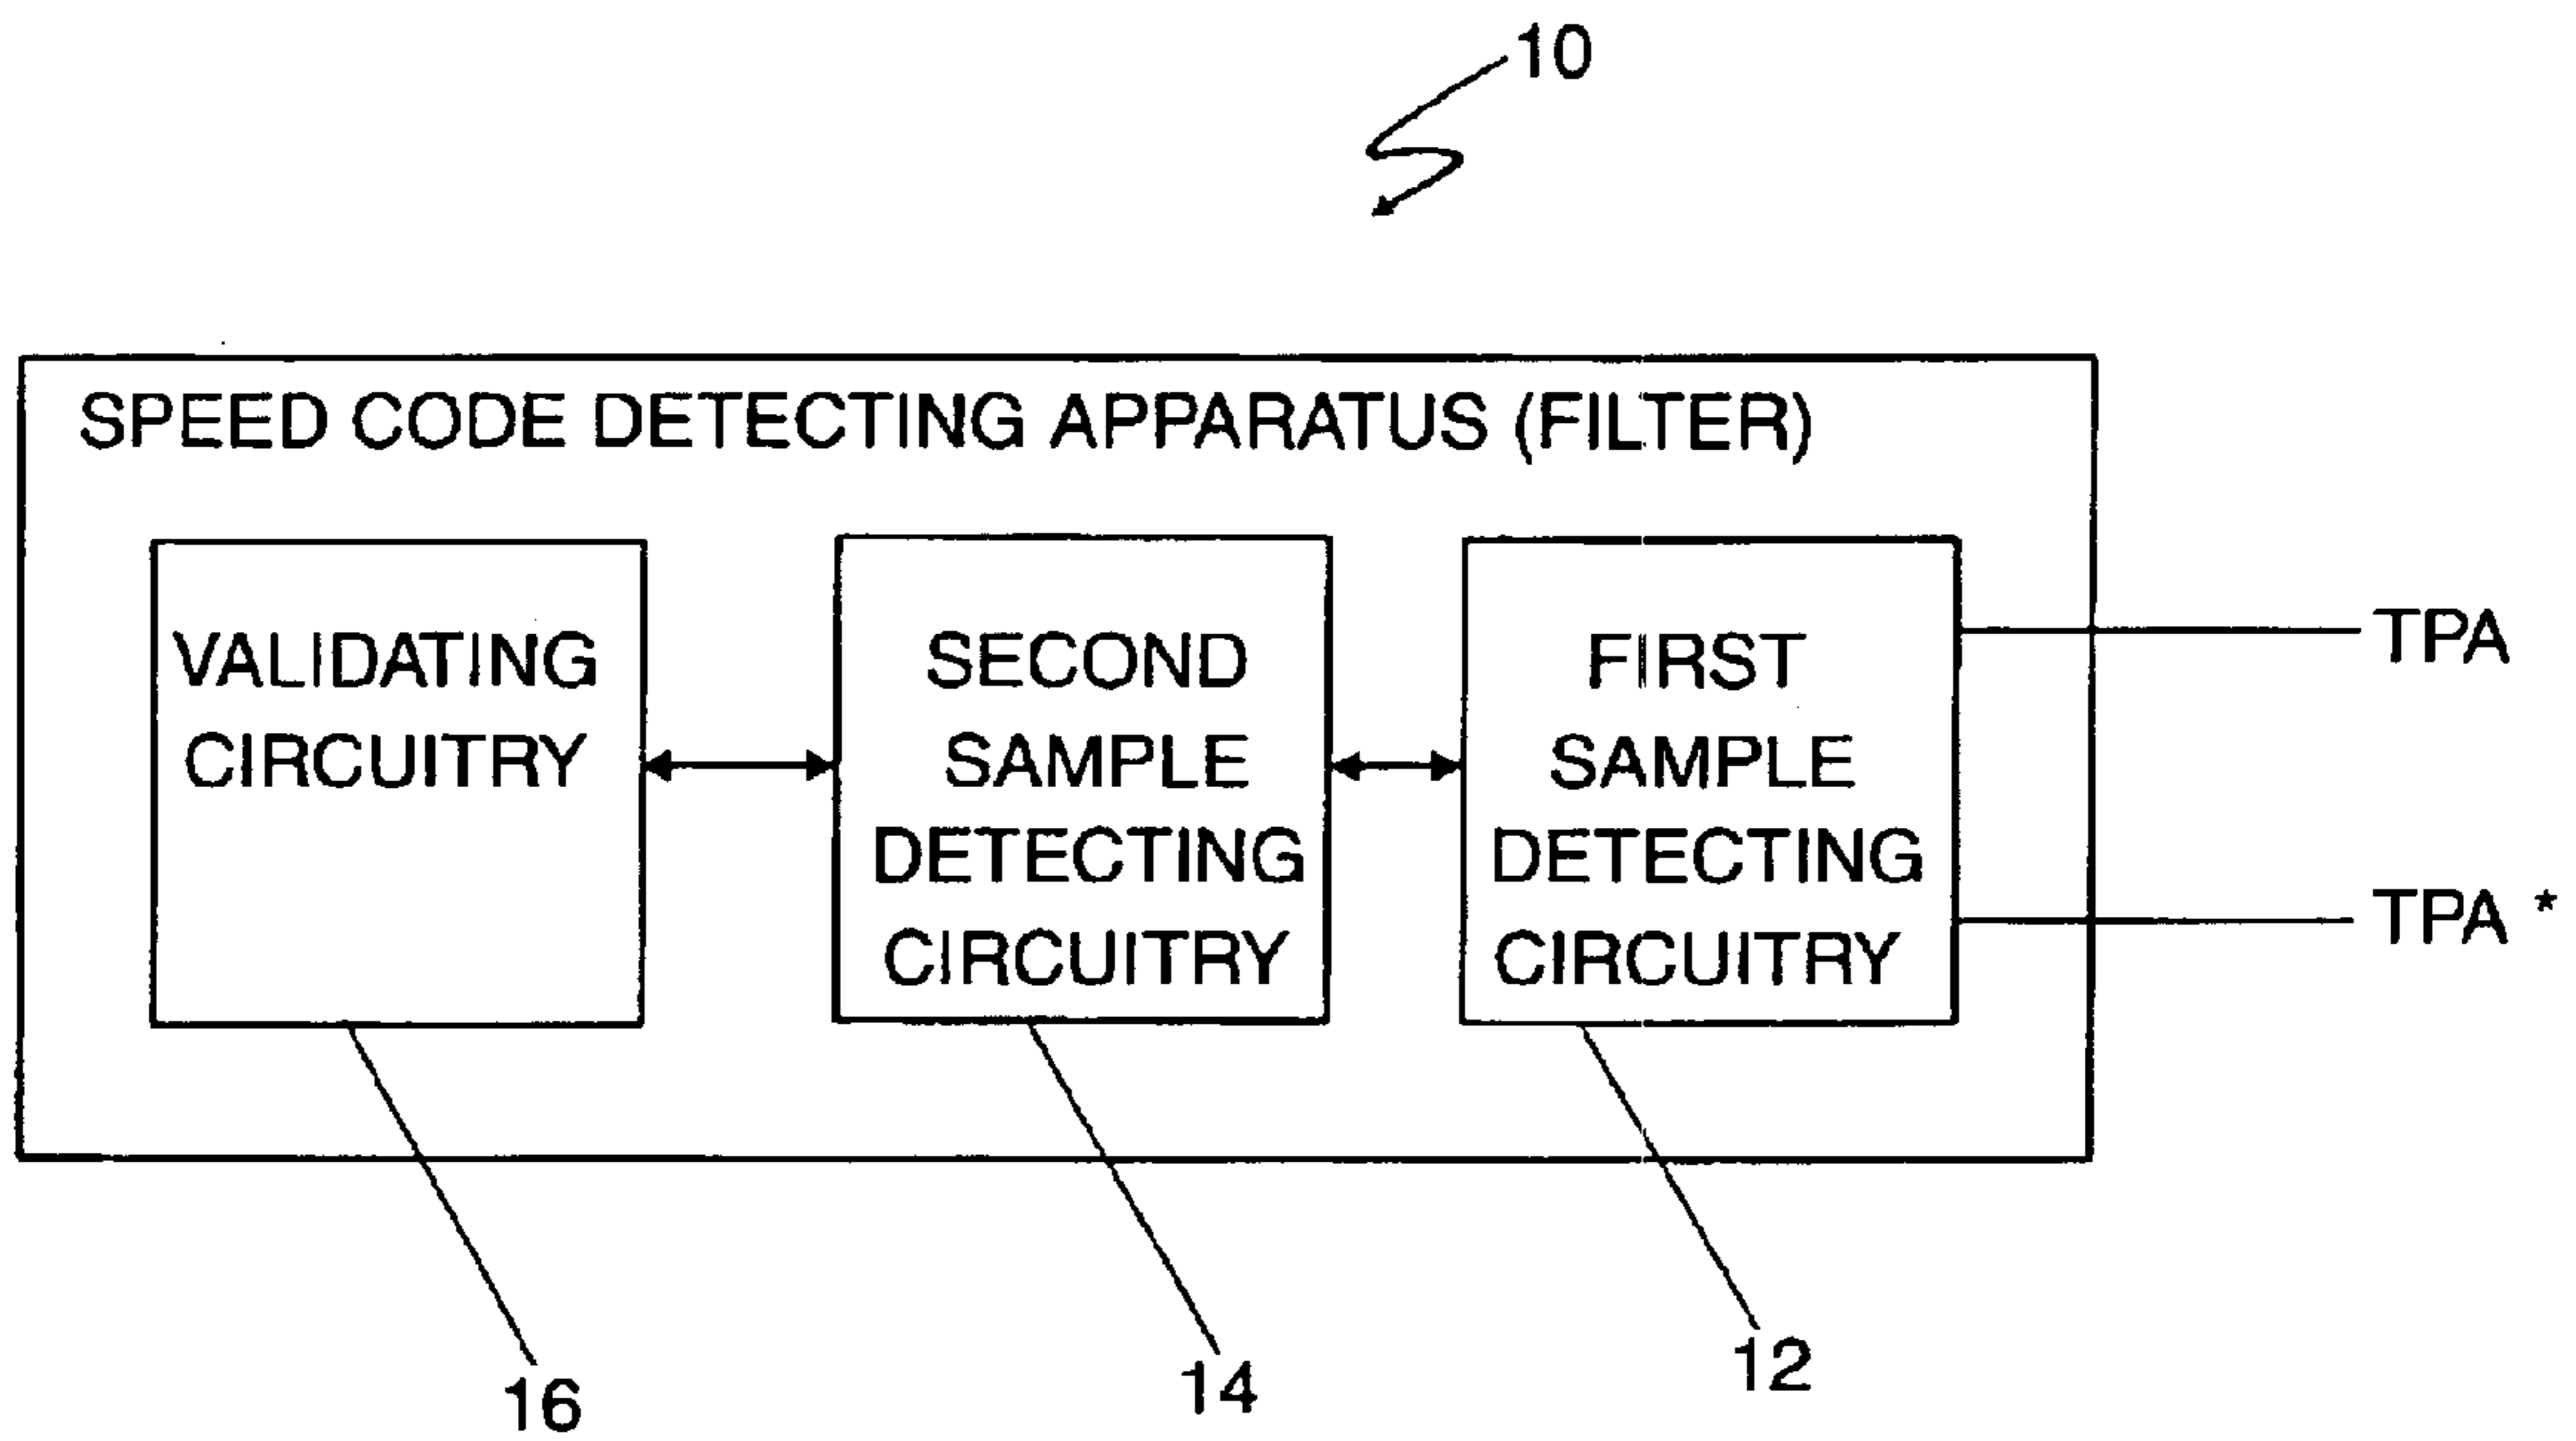 10
SPEED CODE DETECTING APPARATUS (FILTER)
VALIDATING
CIRCUITRY
SECOND
SAMPLE
DETECTING
CIRCUITRY
FIRST
SAMPLE
DETECTING
CIRCUITRY
TPA
TPA *
16
14
12